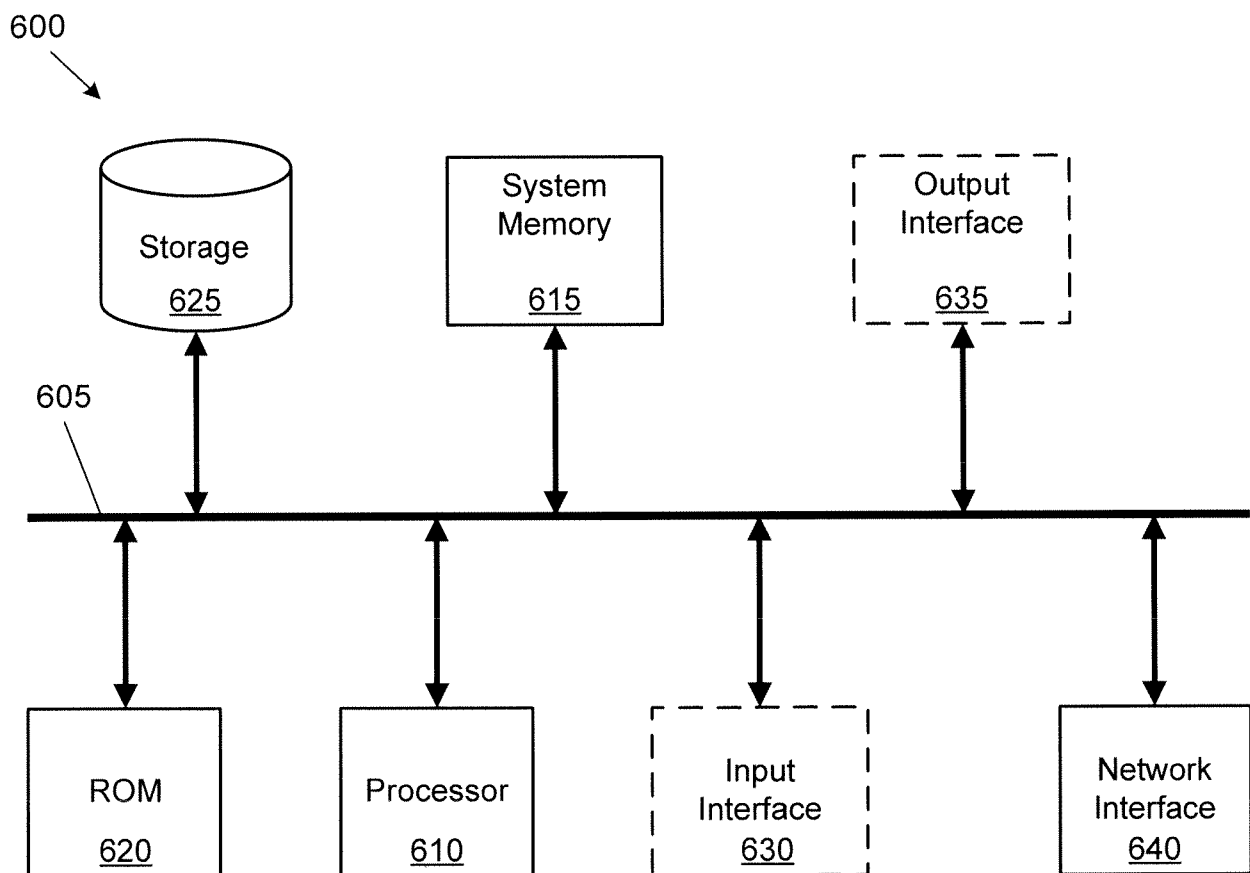 600
Storage
625
System
Memory
615
Output
Interface
635
605
ROM
620
Processor
610
Input
Interface
630
Network
Interface
640